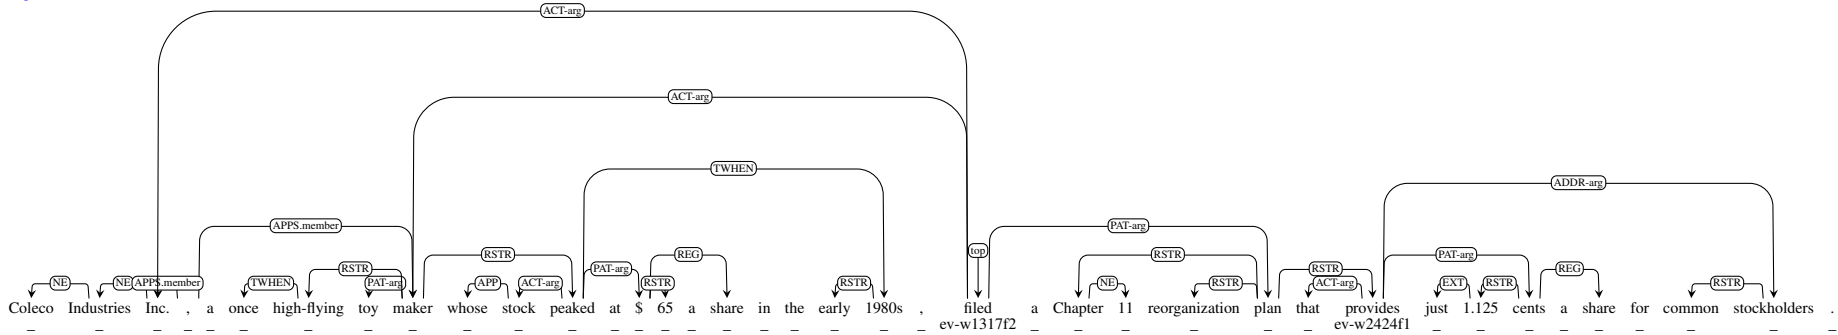 ACT-arg
ACT-arg
TWHEN
ADDR-arg
APPS.member PAT-arg
top
RSTR REG RSTR PAT-arg
RSTR PAT-arg RSTR
NE NE APPS.member TWHEN PAT-arg APP ACT-arg RSTR RSTR NE RSTR ACT-arg EXT RSTR REG RSTR
Coleco Industries Inc. , a once high-flying toy maker whose stock peaked at $ 65 a share in the early 1980s , filed a Chapter 11 reorganization plan that provides just 1.125 cents a share for common stockholders .
_ _ _ _ _ _ _ _ _ _ _ _ _ _ _ _ _ _ _ _ _ _ ev-w1317f2 _ _ _ _ _ _ ev-w2424f1 _ _ _ _ _ _ _ _ _